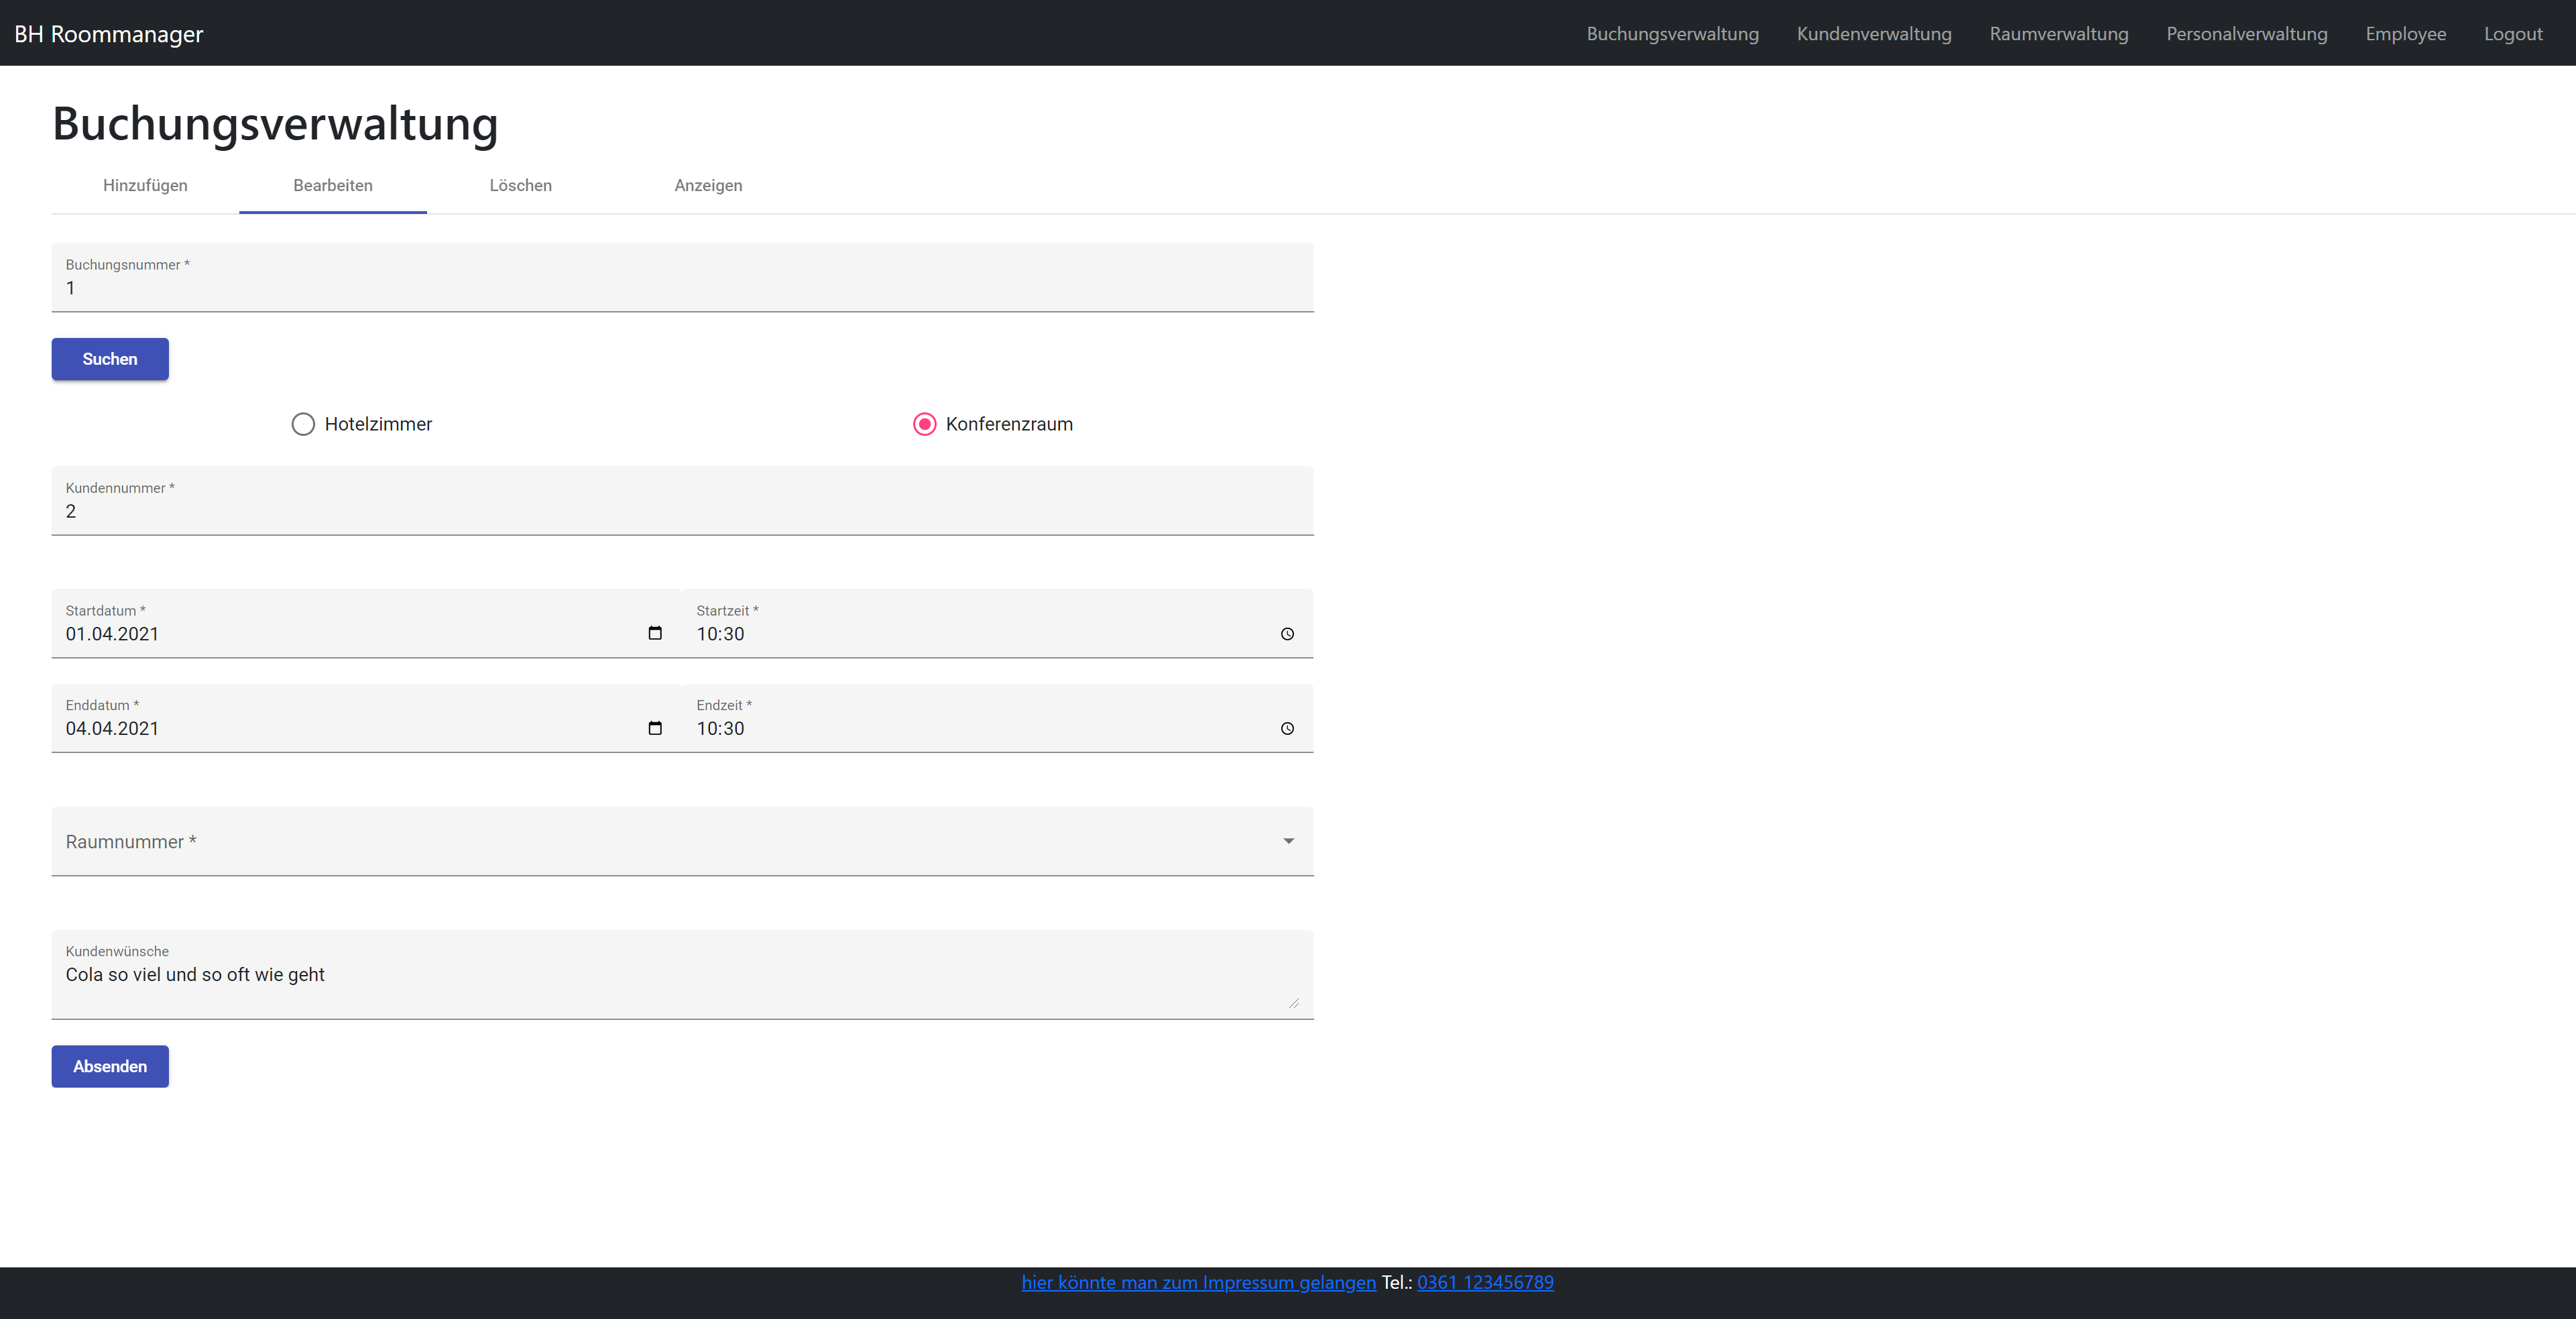 BH Roommanager Buchungsverwaltung Kundenverwaltung Raumverwaltung Personalverwaltung Employee Logout
Buchungsverwaltung
Hinzufügen Bearbeiten Löschen Anzeigen
Buchungsnummer *
1
Suchen
Hotelzimmer Konferenzraum
Kundennummer *
2
Startdatum * Startzeit *
01.04.2021 10:30
Enddatum * Endzeit *
04.04.2021 10:30
Raumnummer *
Kundenwünsche
Cola so viel und so oft wie geht
Absenden
hier könnte man zum Impressum gelangen Tel.: 0361 123456789